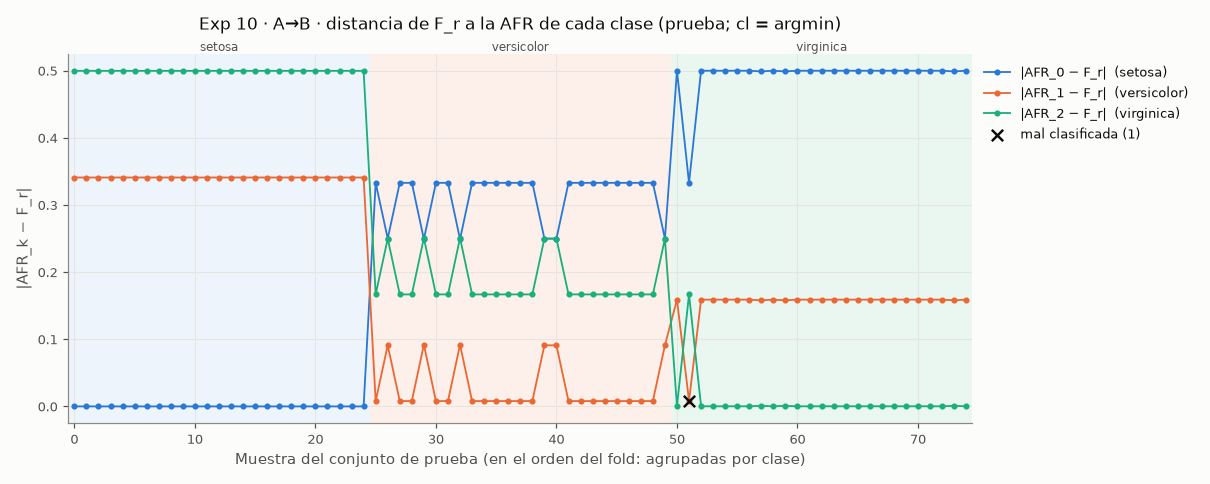 Exp 10 · A→B · distancia de F_r a la AFR de cada clase (prueba; cl = argmin)
setosa
versicolor
virginica
|AFR_0 − F_r| (setosa)
|AFR_1 − F_r| (versicolor)
|AFR_2 − F_r| (virginica)
mal clasificada (1)
|AFR_k − F_r|
0.5
0.4
0.3
0.2
0.1
0.0
0 10 20 30 40 50 60 70
Muestra del conjunto de prueba (en el orden del fold: agrupadas por clase)